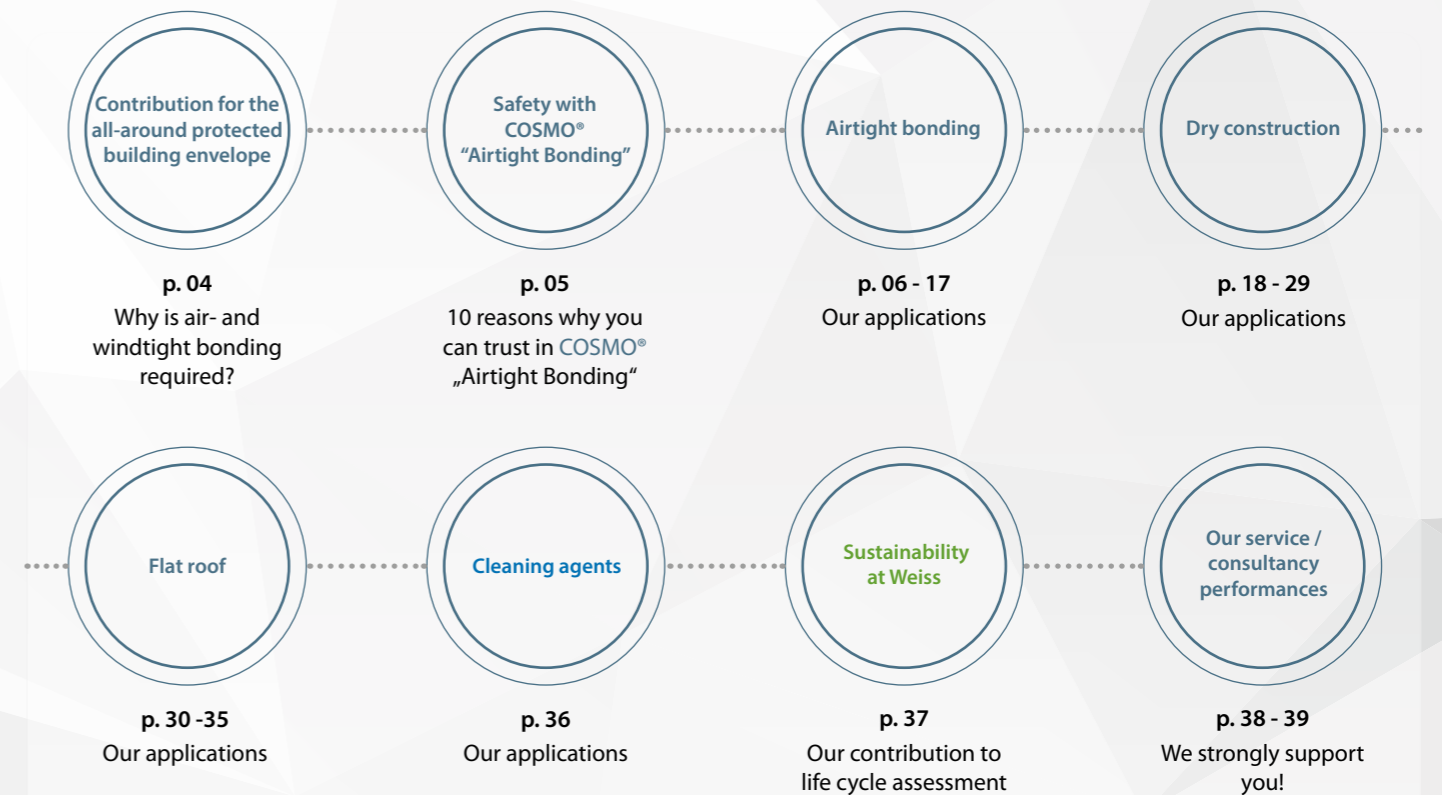 Contribution for the
all-around protected
building envelope
p. 04
Why is air- and
windtight bonding
required?
Safety with
COSMO®
“Airtight Bonding”
p. 05
10 reasons why you
can trust in COSMO®
„Airtight Bonding“
Airtight bonding
p. 06 - 17
Our applications
Dry construction
p. 18 - 29
Our applications
Flat roof
p. 30 -35
Our applications
Cleaning agents
p. 36
Our applications
Sustainability
at Weiss
p. 37
Our contribution to
life cycle assessment
Our service /
consultancy
performances
p. 38 - 39
We strongly support
you!